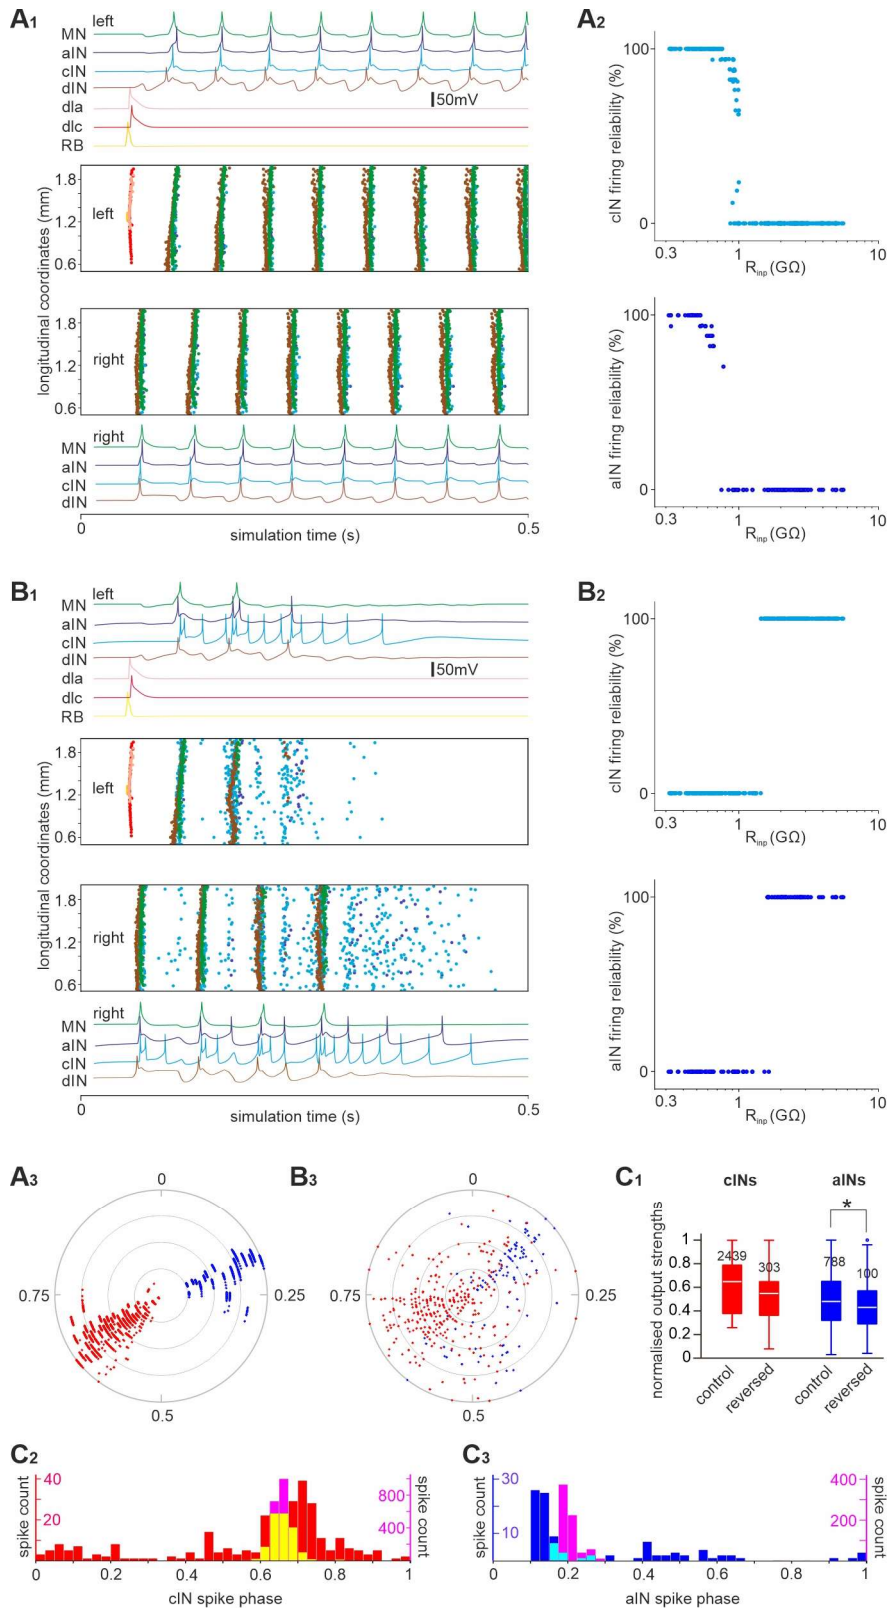 A1
left
MN
aIN
cIN
dIN
dla
dlc
RB
50mV
longitudinal coordinates (mm)
1.8
left
1.2
0.6
1.8
right
1.2
0.6
right
MN
aIN
cIN
dIN
0
simulation time (s)
0.5
A2
cIN firing reliability (%)
100
0
0.3
1
10
Rinp (GΩ)
aIN firing reliability (%)
100
0
0.3
1
10
Rinp (GΩ)
B1
left
MN
aIN
cIN
dIN
dla
dlc
RB
50mV
longitudinal coordinates (mm)
1.8
left
1.2
0.6
1.8
right
1.2
0.6
right
MN
aIN
cIN
dIN
0
simulation time (s)
0.5
B2
cIN firing reliability (%)
100
0
0.3
1
10
Rinp (GΩ)
aIN firing reliability (%)
100
0
0.3
1
10
Rinp (GΩ)
A3
0
0.75
0.25
0.5
B3
0
0.75
0.25
0.5
C1
cINs
aINs
*
normalised output strengths
1
0.8
0.6
0.4
0.2
0
2439
303
788
100
control
reversed
control
reversed
C2
spike count
40
20
800
400
spike count
0
0.2
0.4
0.6
0.8
1
cIN spike phase
C3
spike count
30
10
400
200
spike count
0
0.2
0.4
0.6
0.8
1
aIN spike phase